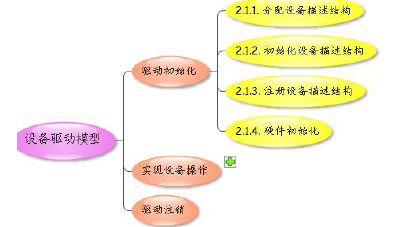 设备驱动模型
驱动初始化
2.1.1. 分配设备描述结构
2.1.2. 初始化设备描述结构
2.1.3. 注册设备描述结构
2.1.4. 硬件初始化
实现设备操作
驱动注销